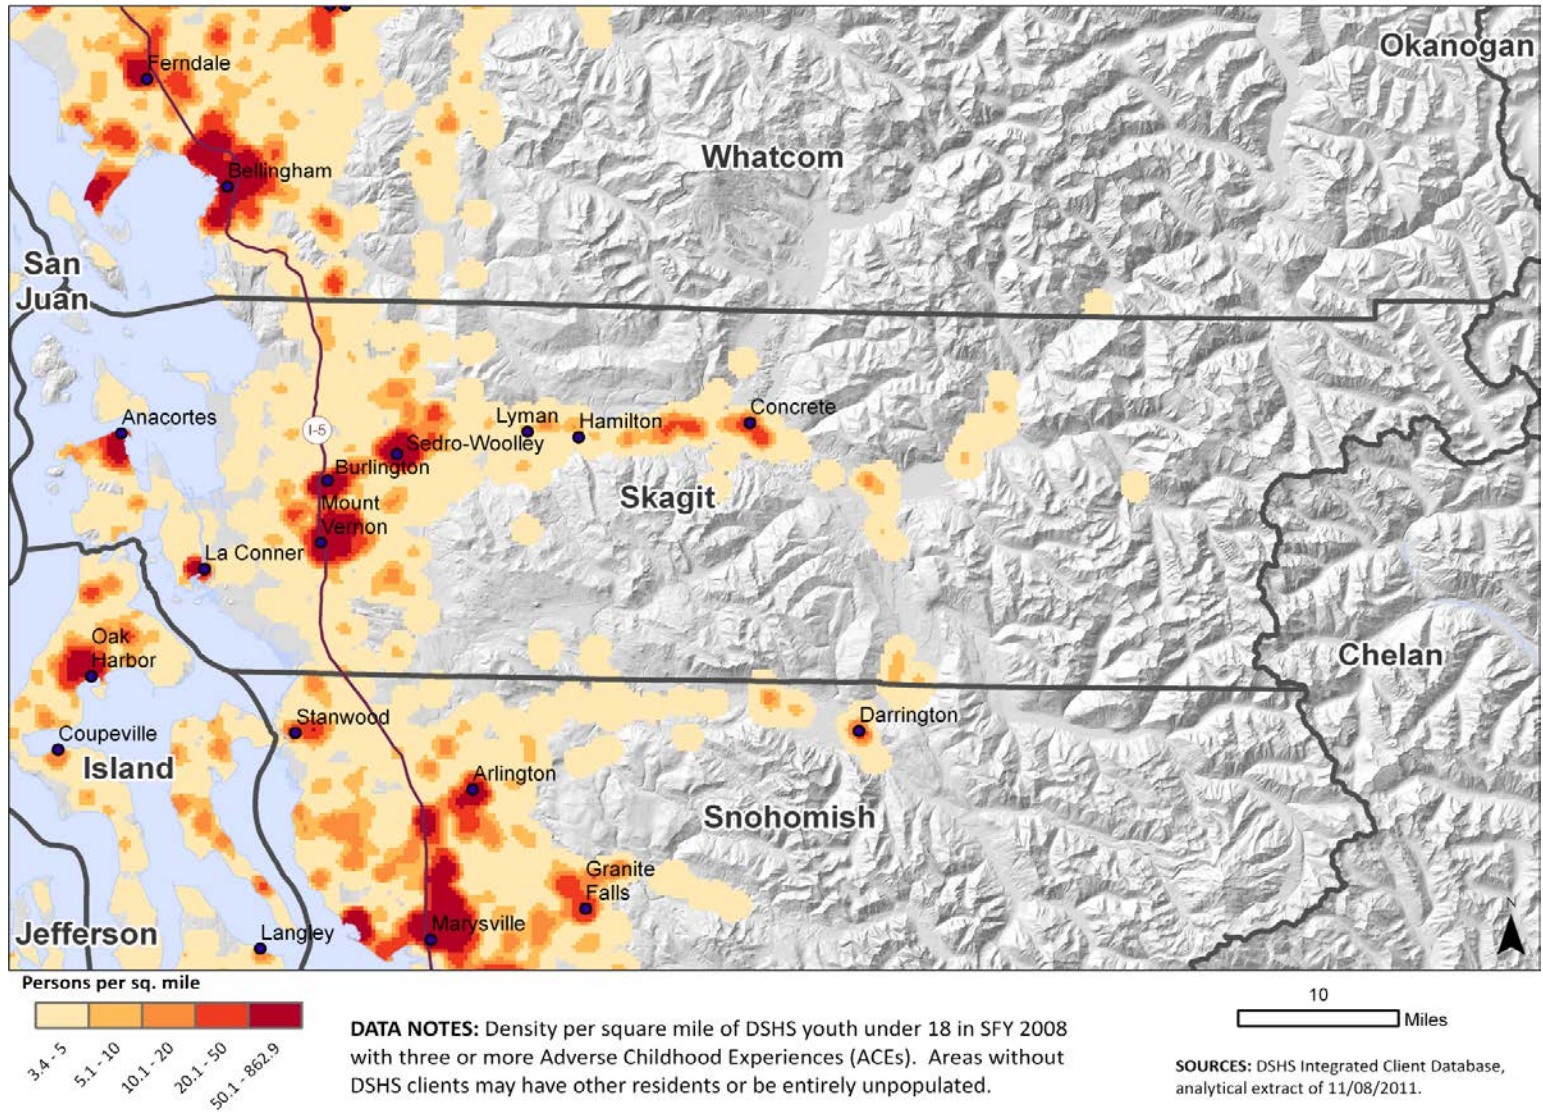 Okanogan
Ferndale
Whatcom
Bellingham
San
Juan
Anacortes
I-5
Lyman
Hamilton
Concrete
Sedro-Woolley
Burlington
Skagit
Mount
Vernon
La Conner
Oak
Harbor
Chelan
Stanwood
Darrington
Coupeville
Island
Arlington
Snohomish
Granite
Falls
N
Jefferson
Langley
Marysville
Persons per sq. mile
3.4 - 5
5.1 - 10
10.1 - 20
20.1 - 50
50.1 - 862.9
DATA NOTES: Density per square mile of DSHS youth under 18 in SFY 2008
with three or more Adverse Childhood Experiences (ACEs). Areas without
DSHS clients may have other residents or be entirely unpopulated.
10
Miles
SOURCES: DSHS Integrated Client Database,
analytical extract of 11/08/2011.